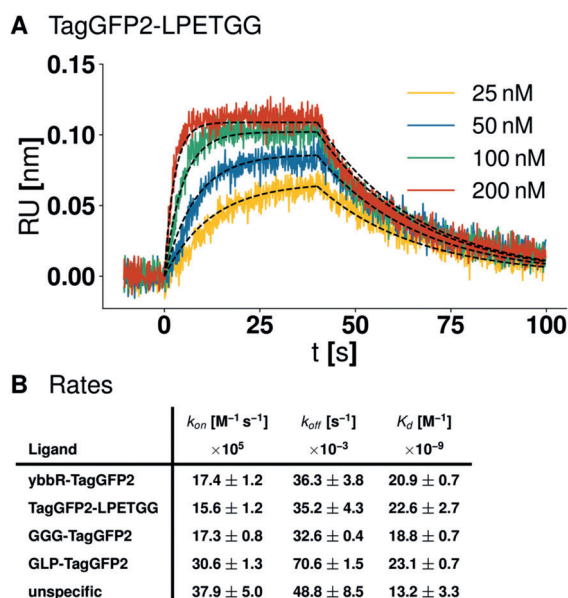 A TagGFP2-LPETGG
0.15
0.10
0.05
0.00
RU [nm]
25 nM
50 nM
100 nM
200 nM
0 25 50 75 100
t [s]
B Rates
kon [M−1 s−1] koff [s−1] Kd [M−1]
Ligand ×105 ×10−3 ×10−9
ybbR-TagGFP2 17.4 ± 1.2 36.3 ± 3.8 20.9 ± 0.7
TagGFP2-LPETGG 15.6 ± 1.2 35.2 ± 4.3 22.6 ± 2.7
GGG-TagGFP2 17.3 ± 0.8 32.6 ± 0.4 18.8 ± 0.7
GLP-TagGFP2 30.6 ± 1.3 70.6 ± 1.5 23.1 ± 0.7
unspecific 37.9 ± 5.0 48.8 ± 8.5 13.2 ± 3.3